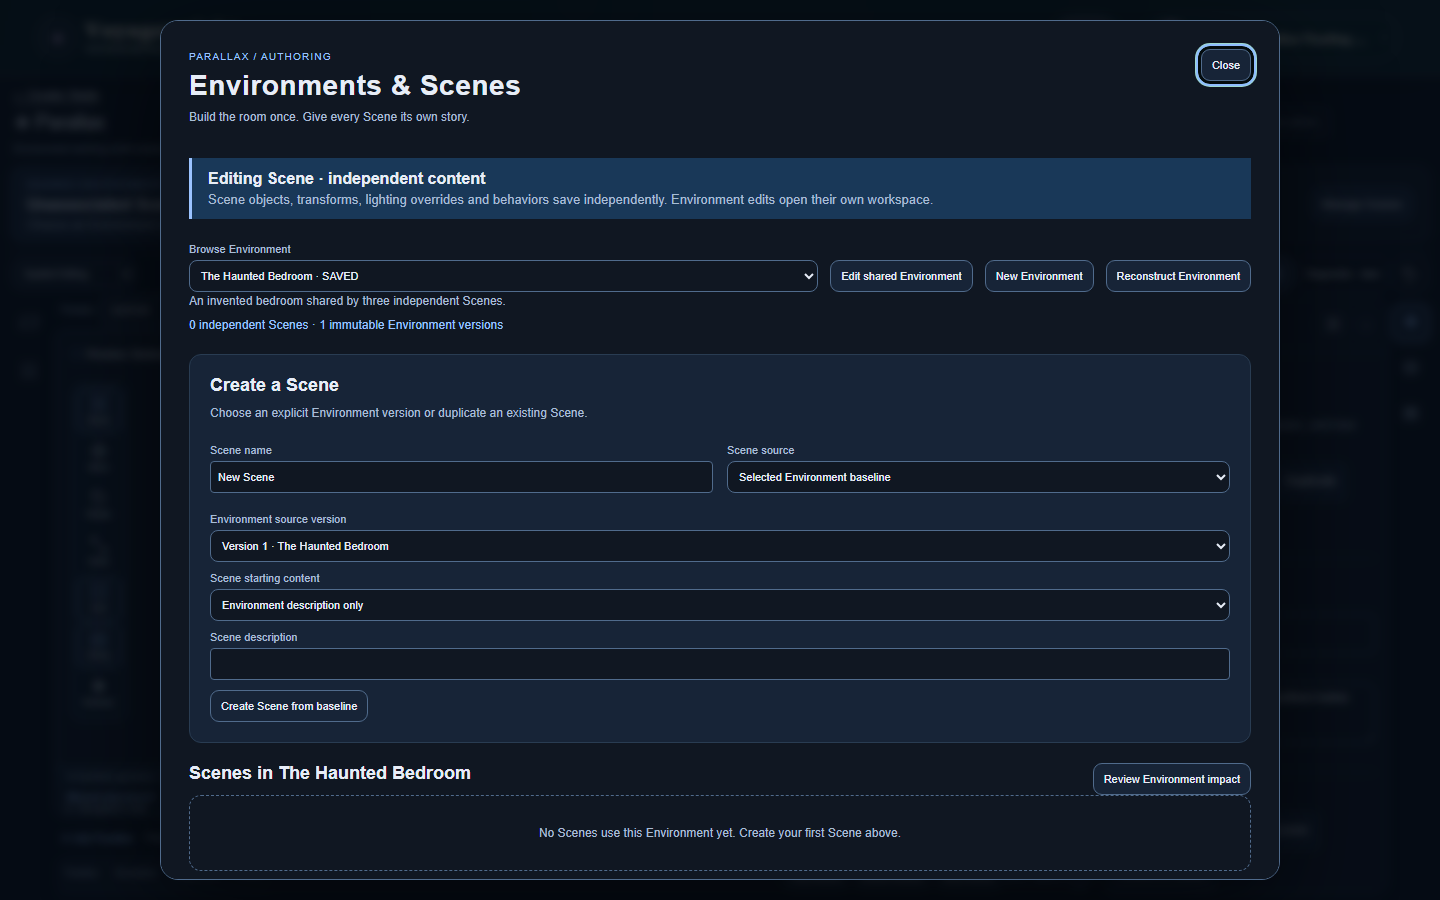 PARALLAX / AUTHORING
Close
Environments & Scenes
Build the room once. Give every Scene its own story.
Editing Scene · independent content
Scene objects, transforms, lighting overrides and behaviors save independently. Environment edits open their own workspace.
Browse Environment
The Haunted Bedroom · SAVED
Edit shared Environment
New Environment
Reconstruct Environment
An invented bedroom shared by three independent Scenes.
0 independent Scenes · 1 immutable Environment versions
Create a Scene
Choose an explicit Environment version or duplicate an existing Scene.
Scene name
Scene source
New Scene
Selected Environment baseline
Environment source version
Version 1 · The Haunted Bedroom
Scene starting content
Environment description only
Scene description
Create Scene from baseline
Scenes in The Haunted Bedroom
Review Environment impact
No Scenes use this Environment yet. Create your first Scene above.